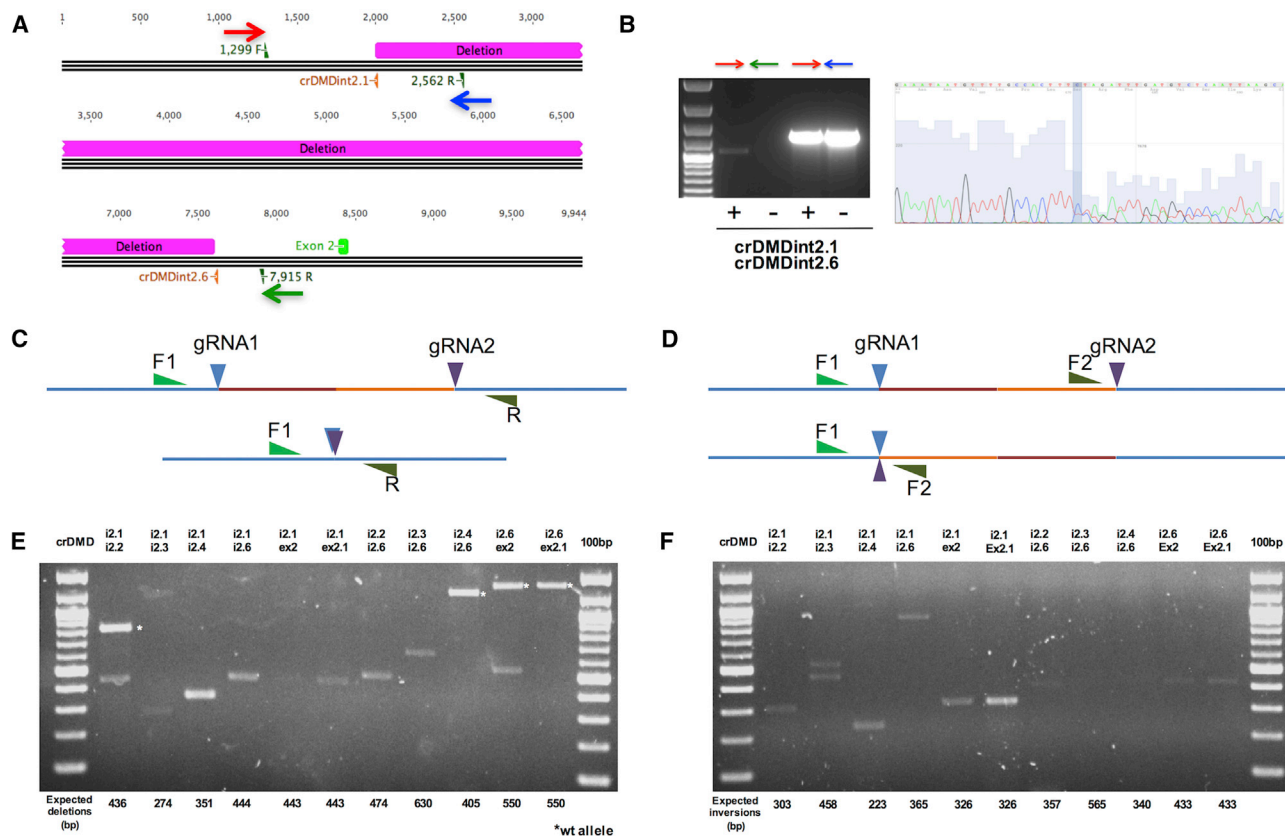 A
1 500 1,000 1,500 2,000 2,500 3,000
1,299 F
Deletion
crDMDint2.1
2,562 R
3,500 4,000 4,500 5,000 5,500 6,000 6,500
Deletion
7,000 7,500 8,000 8,500 9,000 9,500 9,944
Deletion
Exon 2
crDMDint2.6
7,915 R
B
+ - + -
crDMDint2.1
crDMDint2.6
C
F1 gRNA1 gRNA2
R
F1
R
D
F1 gRNA1 F2 gRNA2
F1
F2
E
crDMD i2.1 i2.1 i2.1 i2.1 i2.1 i2.1 i2.2 i2.3 i2.4 i2.6 i2.6 100bp
i2.2 i2.3 i2.4 i2.6 ex2 ex2.1 i2.6 i2.6 i2.6 ex2 ex2.1
* * * *
Expected
deletions
(bp)
436 274 351 444 443 443 474 630 405 550 550
*wt allele
F
crDMD i2.1 i2.1 i2.1 i2.1 i2.1 i2.1 i2.2 i2.3 i2.4 i2.6 i2.6 100bp
i2.2 i2.3 i2.4 i2.6 ex2 Ex2.1 i2.6 i2.6 i2.6 Ex2 Ex2.1
Expected
inversions
(bp)
303 458 223 365 326 326 357 565 340 433 433